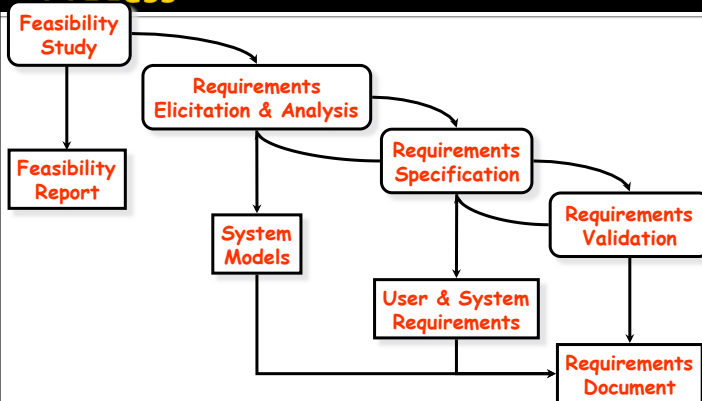 Feasibility
Study
Requirements
Elicitation & Analysis
Requirements
Specification
Feasibility
Report
Requirements
Validation
System
Models
User & System
Requirements
Requirements
Document